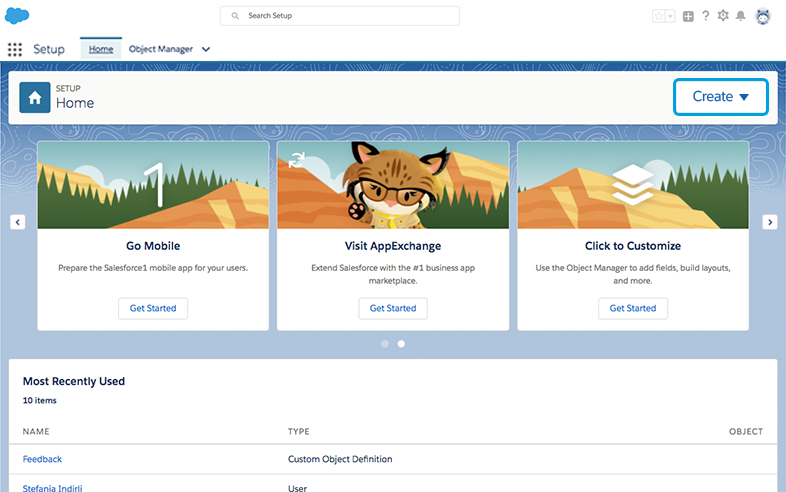 Search Setup
Setup
Home
Object Manager
SETUP
Home
Create
1
Go Mobile
Prepare the Salesforce1 mobile app for your users.
Get Started
Visit AppExchange
Extend Salesforce with the #1 business app
marketplace.
Get Started
Click to Customize
Use the Object Manager to add fields, build layouts,
and more.
Get Started
Most Recently Used
10 items
NAME TYPE OBJECT
Feedback Custom Object Definition
Stefania Indirli User